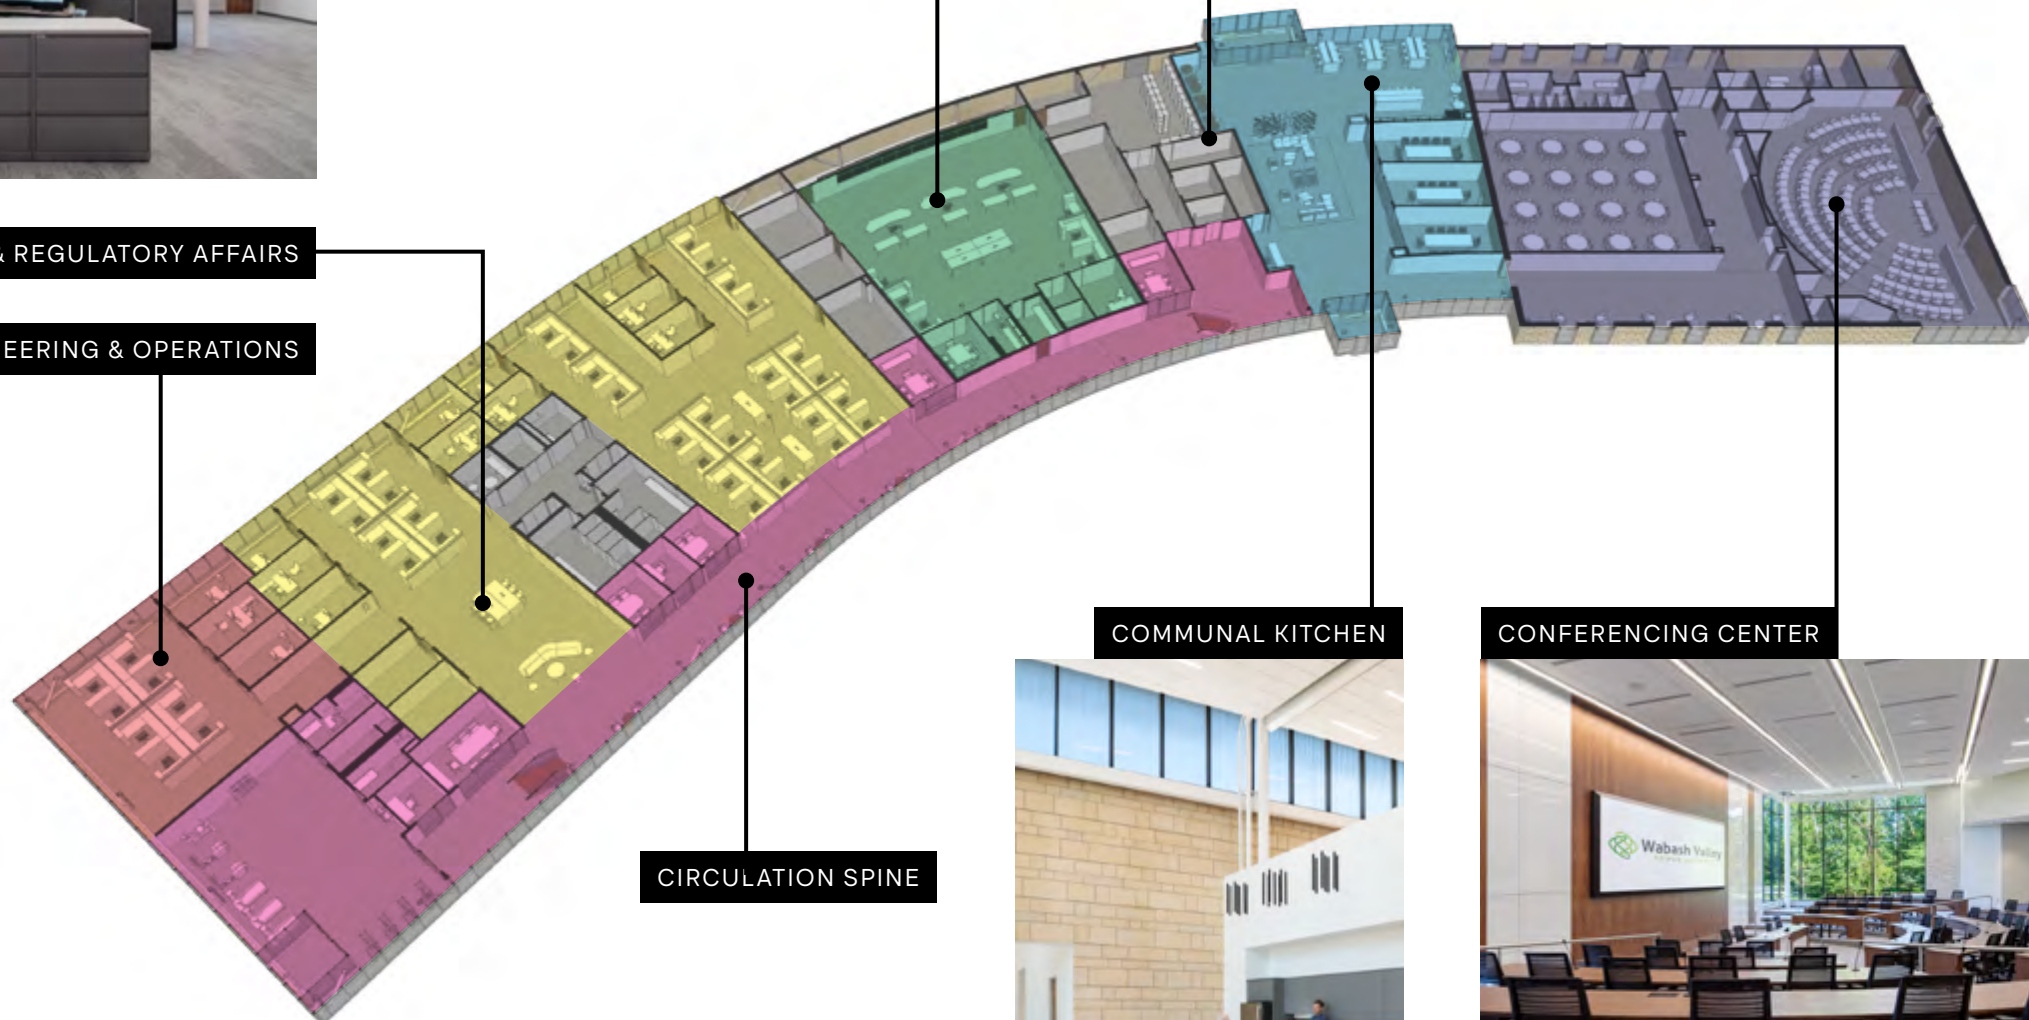 & REGULATORY AFFAIRS
EERING & OPERATIONS
COMMUNAL KITCHEN
CONFERENCING CENTER
Wabash Valley
CIRCULATION SPINE